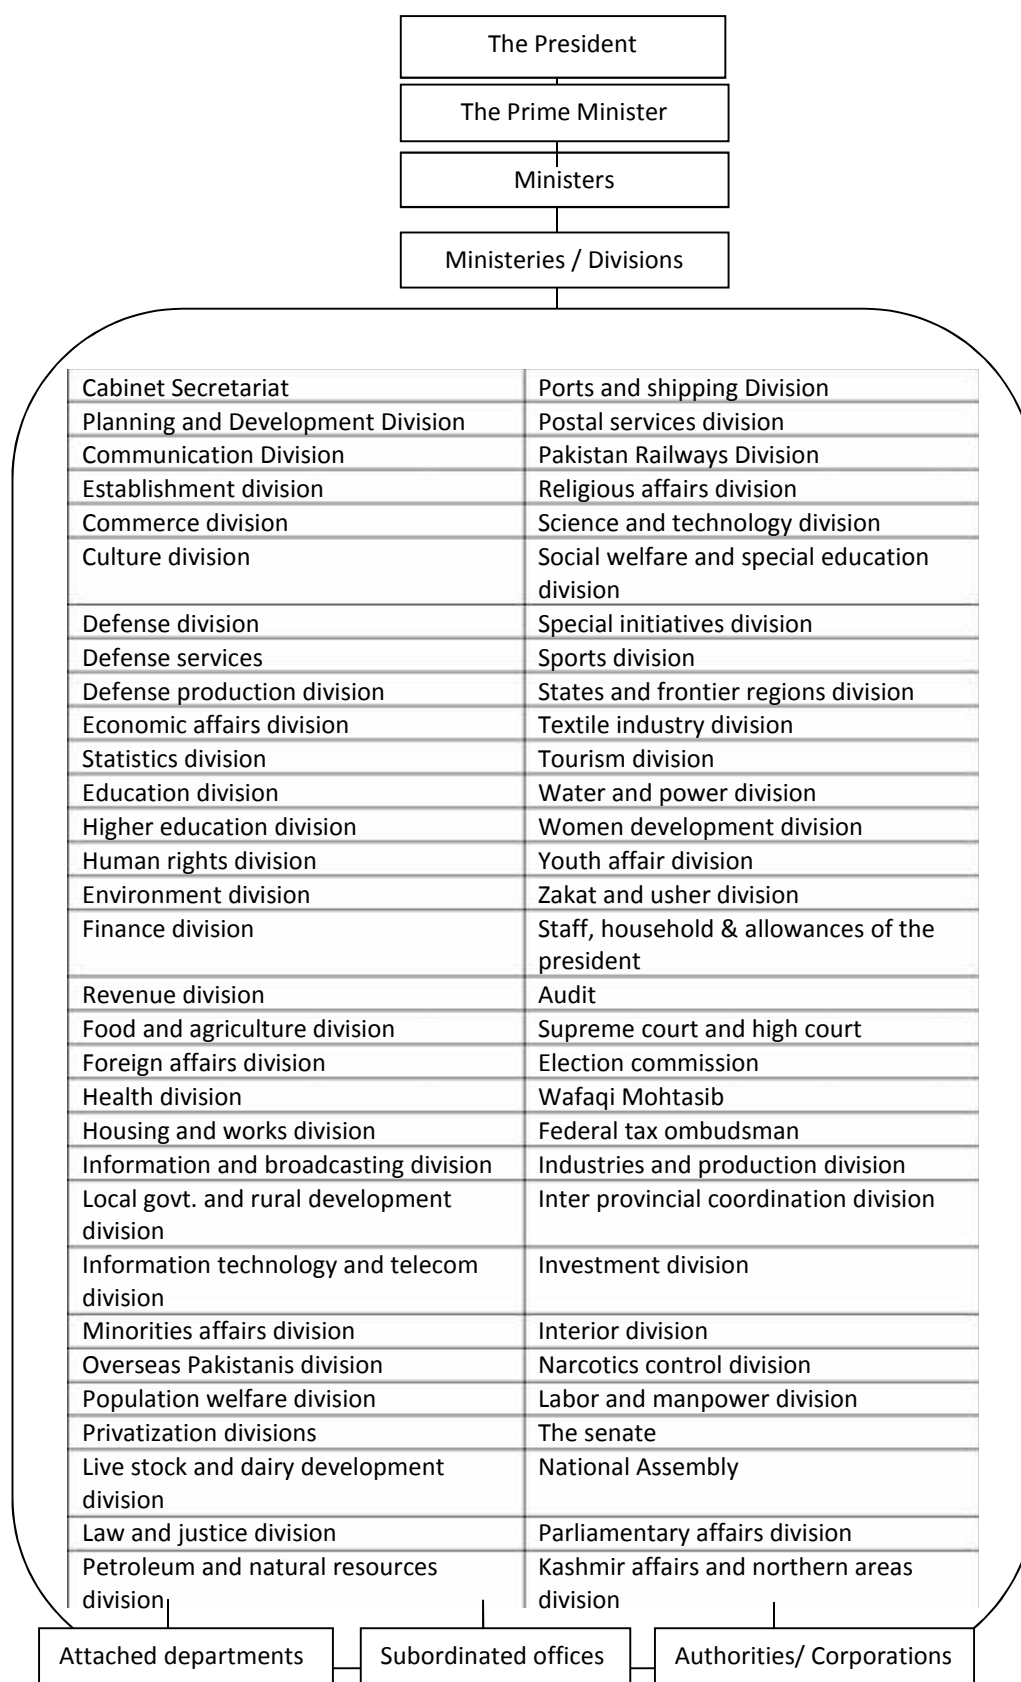 The President
The Prime Minister
Ministers
Ministeries / Divisions
Cabinet Secretariat
Ports and shipping Division
Planning and Development Division
Postal services division
Communication Division
Pakistan Railways Division
Establishment division
Religious affairs division
Commerce division
Science and technology division
Culture division
Social welfare and special education
division
Defense division
Special initiatives division
Defense services
Sports division
Defense production division
States and frontier regions division
Economic affairs division
Textile industry division
Statistics division
Tourism division
Education division
Water and power division
Higher education division
Women development division
Human rights division
Youth affair division
Environment division
Zakat and usher division
Finance division
Staff, household & allowances of the
president
Revenue division
Audit
Food and agriculture division
Supreme court and high court
Foreign affairs division
Election commission
Health division
Wafaqi Mohtasib
Housing and works division
Federal tax ombudsman
Information and broadcasting division
Industries and production division
Local govt. and rural development
division
Inter provincial coordination division
Information technology and telecom
division
Investment division
Minorities affairs division
Interior division
Overseas Pakistanis division
Narcotics control division
Population welfare division
Labor and manpower division
Privatization divisions
The senate
Live stock and dairy development
division
National Assembly
Law and justice division
Parliamentary affairs division
Petroleum and natural resources
division
Kashmir affairs and northern areas
division
Attached departments
Subordinated offices
Authorities/ Corporations